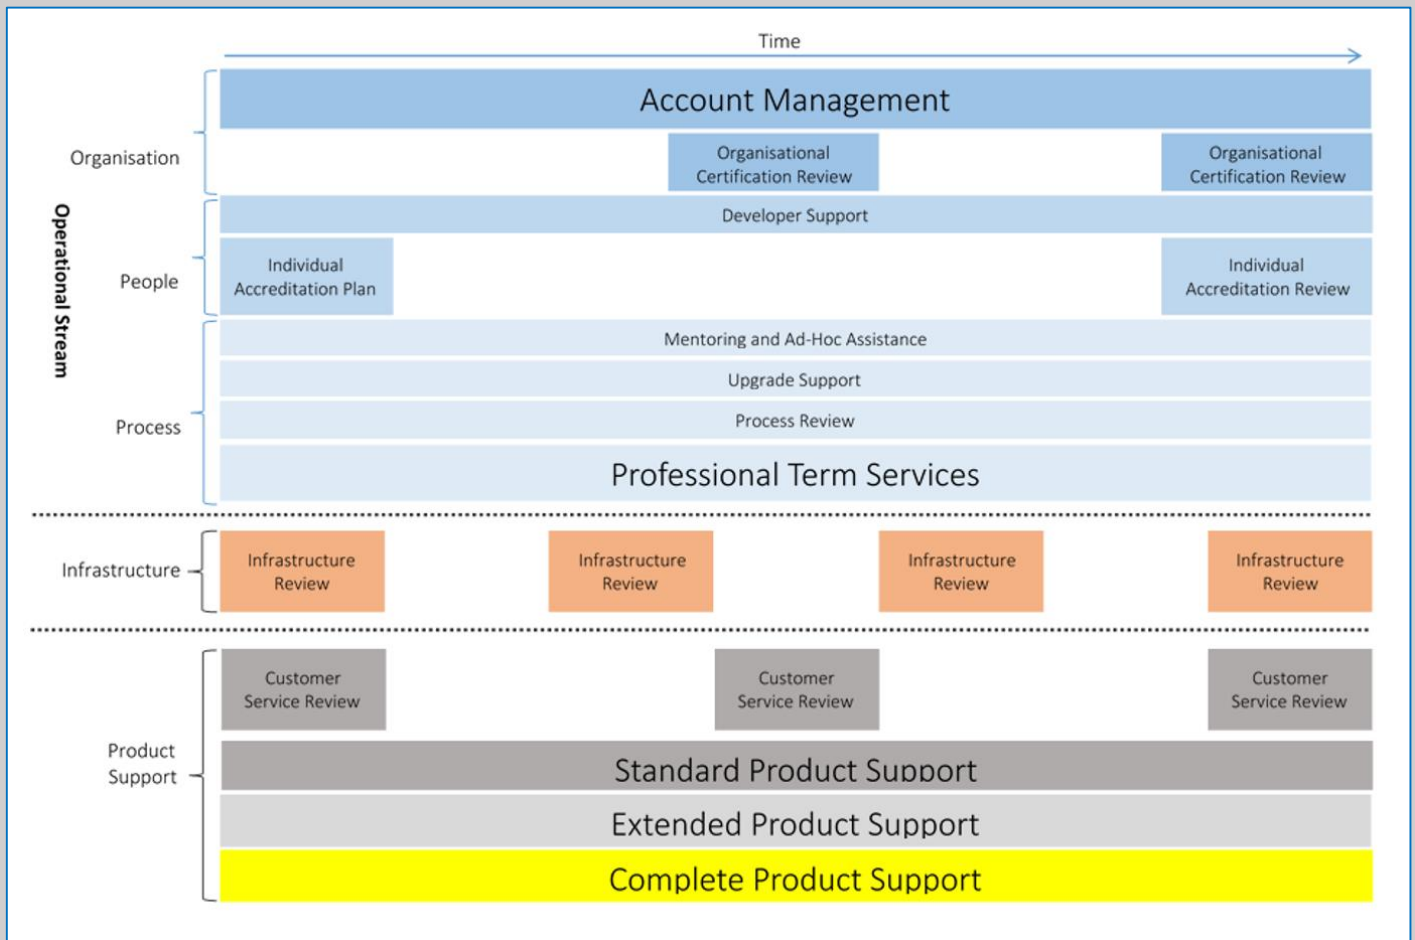 Time
Account Management
Organisation
Organisational
Certification Review
Organisational
Certification Review
Operational Stream
People
Developer Support
Individual
Accreditation Plan
Individual
Accreditation Review
Process
Mentoring and Ad-Hoc Assistance
Upgrade Support
Process Review
Professional Term Services
Infrastructure
Infrastructure
Review
Infrastructure
Review
Infrastructure
Review
Infrastructure
Review
Product
Support
Customer
Service Review
Customer
Service Review
Customer
Service Review
Standard Product Support
Extended Product Support
Complete Product Support